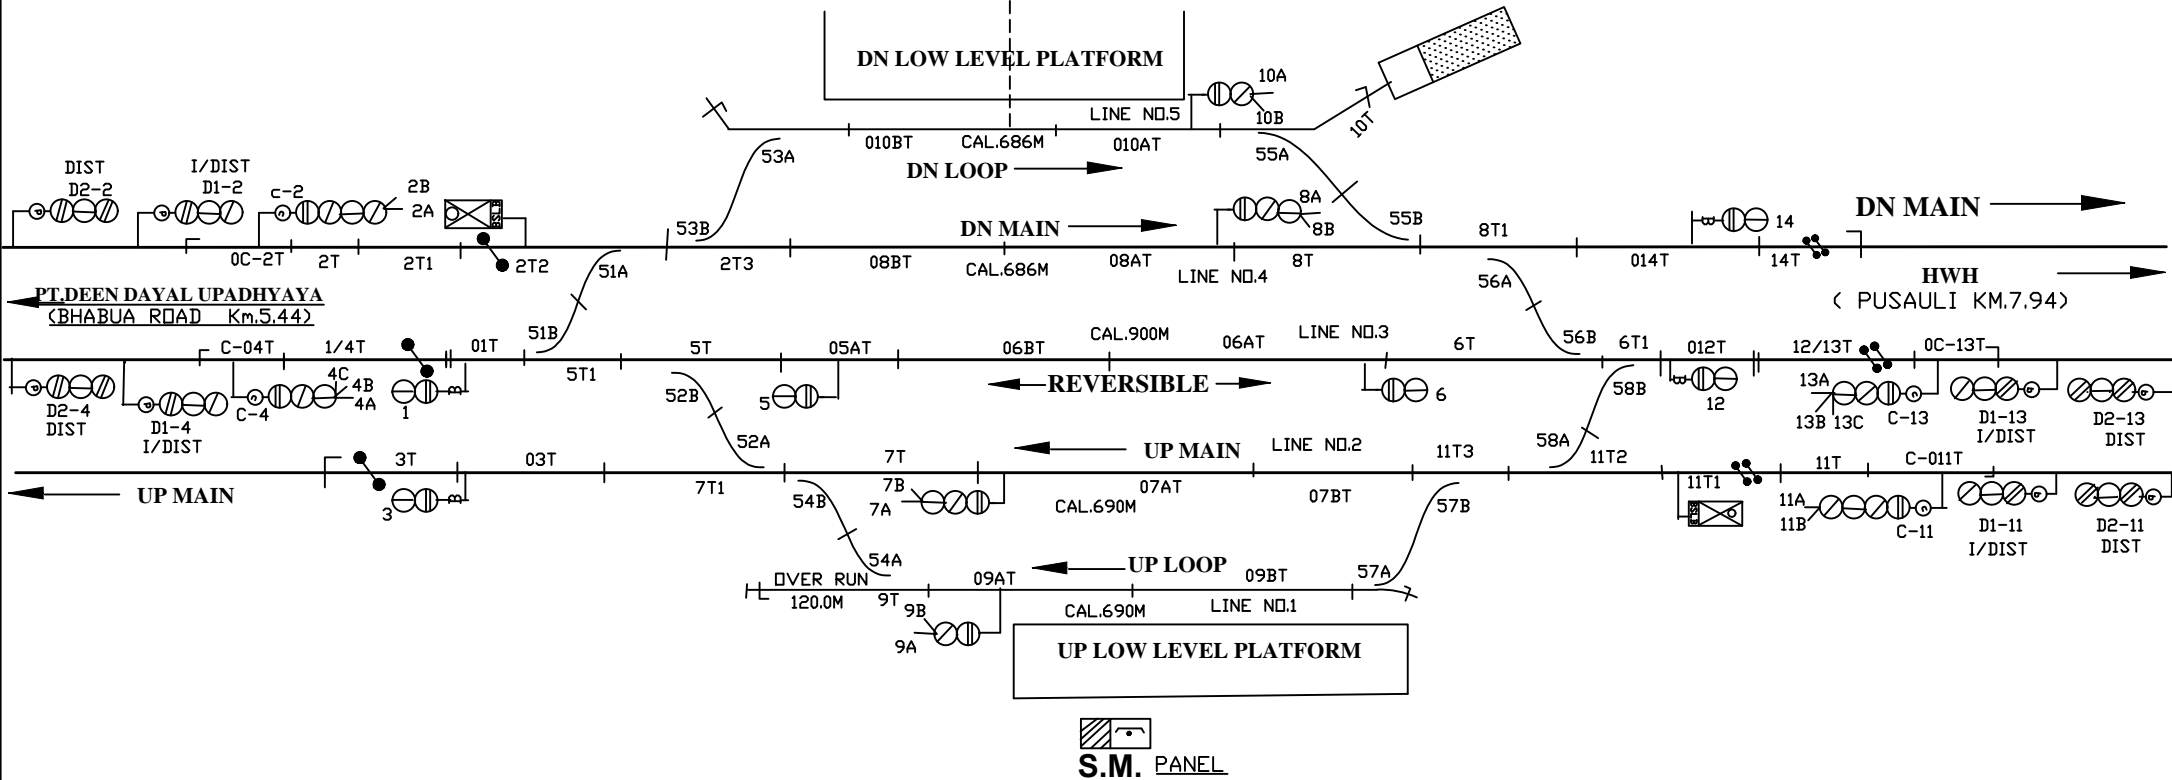 DN LOW LEVEL PLATFORM
10A
LINE NO.5
10B
10T
010BT
CAL.686M
010AT
53A
55A
DN LOOP
DIST
D2-2
I/DIST
D1-2
c-2
2B
2A
8A
8B
DN MAIN
53B
55B
8T1
14
DN MAIN
0C-2T
2T
2T1
2T2
51A
2T3
08BT
CAL.686M
08AT
LINE NO.4
8T
56A
014T
14T
HWH
( PUSAULI KM.7.94)
PT.DEEN DAYAL UPADHYAYA
(BHABUA ROAD Km.5.44)
51B
CAL.900M
LINE NO.3
56B
C-04T
1/4T
01T
5T1
5T
05AT
06BT
06AT
6T
6T1
012T
12/13T
0C-13T
REVERSIBLE
D2-4
DIST
D1-4
I/DIST
C-4
4C
4B
4A
1
B
52B
5
6
58B
B
12
13A
13B
13C
C-13
D1-13
I/DIST
D2-13
DIST
52A
UP MAIN
LINE NO.2
58A
3T
03T
7T1
7T
07AT
07BT
11T3
11T2
11T1
11T
C-011T
UP MAIN
3
B
54B
7B
7A
CAL.690M
57B
11A
11B
C-11
D1-11
I/DIST
D2-11
DIST
54A
UP LOOP
57A
OVER RUN
120.0M
9T
09AT
09BT
9B
9A
CAL.690M
LINE NO.1
UP LOW LEVEL PLATFORM
S.M. PANEL